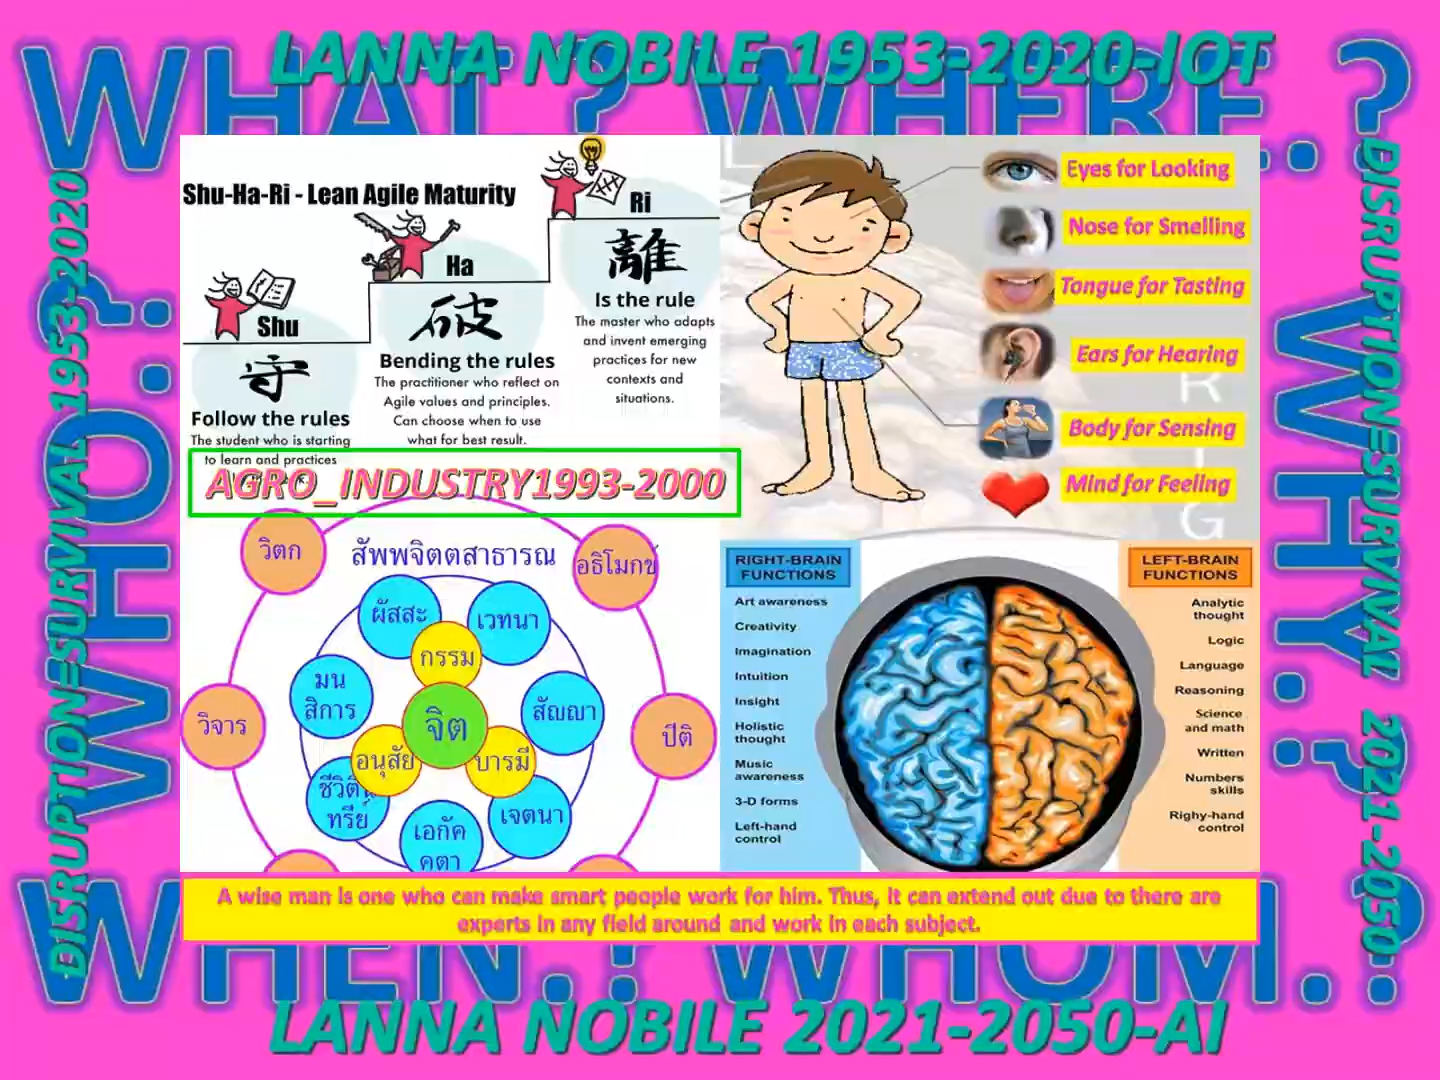 LANNA NOBILE 1953-2020-IOT
WHAT ? WHERE..?
DISRUPTIONESURVIVAL1953-2020
WHO..?
Shu-Ha-Ri - Lean Agile Maturity
Ri
離
Is the rule
The master who adapts
and invent emerging
practices for new
contexts and
situations.
Ha
破
Bending the rules
The practitioner who reflect on
Agile values and principles.
Can choose when to use
what for best result.
Shu
守
Follow the rules
The student who is starting
to learn and practices
AGRO_INDUSTRY1993-2000
Eyes for Looking
Nose for Smelling
Tongue for Tasting
Ears for Hearing
Body for Sensing
Mind for Feeling
R
I
G
วิตก
สัพพจิตตสาธารณ
อธิโมกข์
ผัสสะ
เวทนา
กรรม
มน
สิการ
สัญญา
จิต
วิจาร
ปีติ
อนุสัย
บารมี
ชีวิติน
ทรีย์
เจตนา
เอกัค
คตา
RIGHT-BRAIN
FUNCTIONS
Art awareness
Creativity
Imagination
Intuition
Insight
Holistic
thought
Music
awareness
3-D forms
Left-hand
control
LEFT-BRAIN
FUNCTIONS
Analytic
thought
Logic
Language
Reasoning
Science
and math
Written
Numbers
skills
Righy-hand
control
WHY..?
DISRUPTIONESURVIVAL 2021-2050
A wise man is one who can make smart people work for him. Thus, it can extend out due to there are
experts in any field around and work in each subject.
WHEN..? WHOM..?
LANNA NOBILE 2021-2050-AI